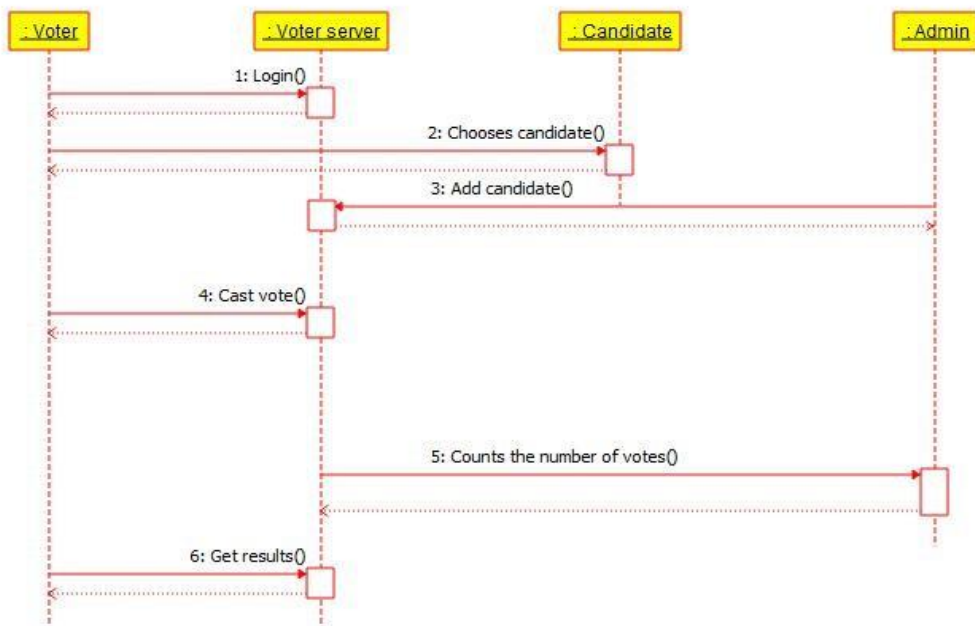 : Voter
: Voter server
: Candidate
: Admin
1: Login()
2: Chooses candidate()
3: Add candidate()
4: Cast vote()
5: Counts the number of votes()
6: Get results()